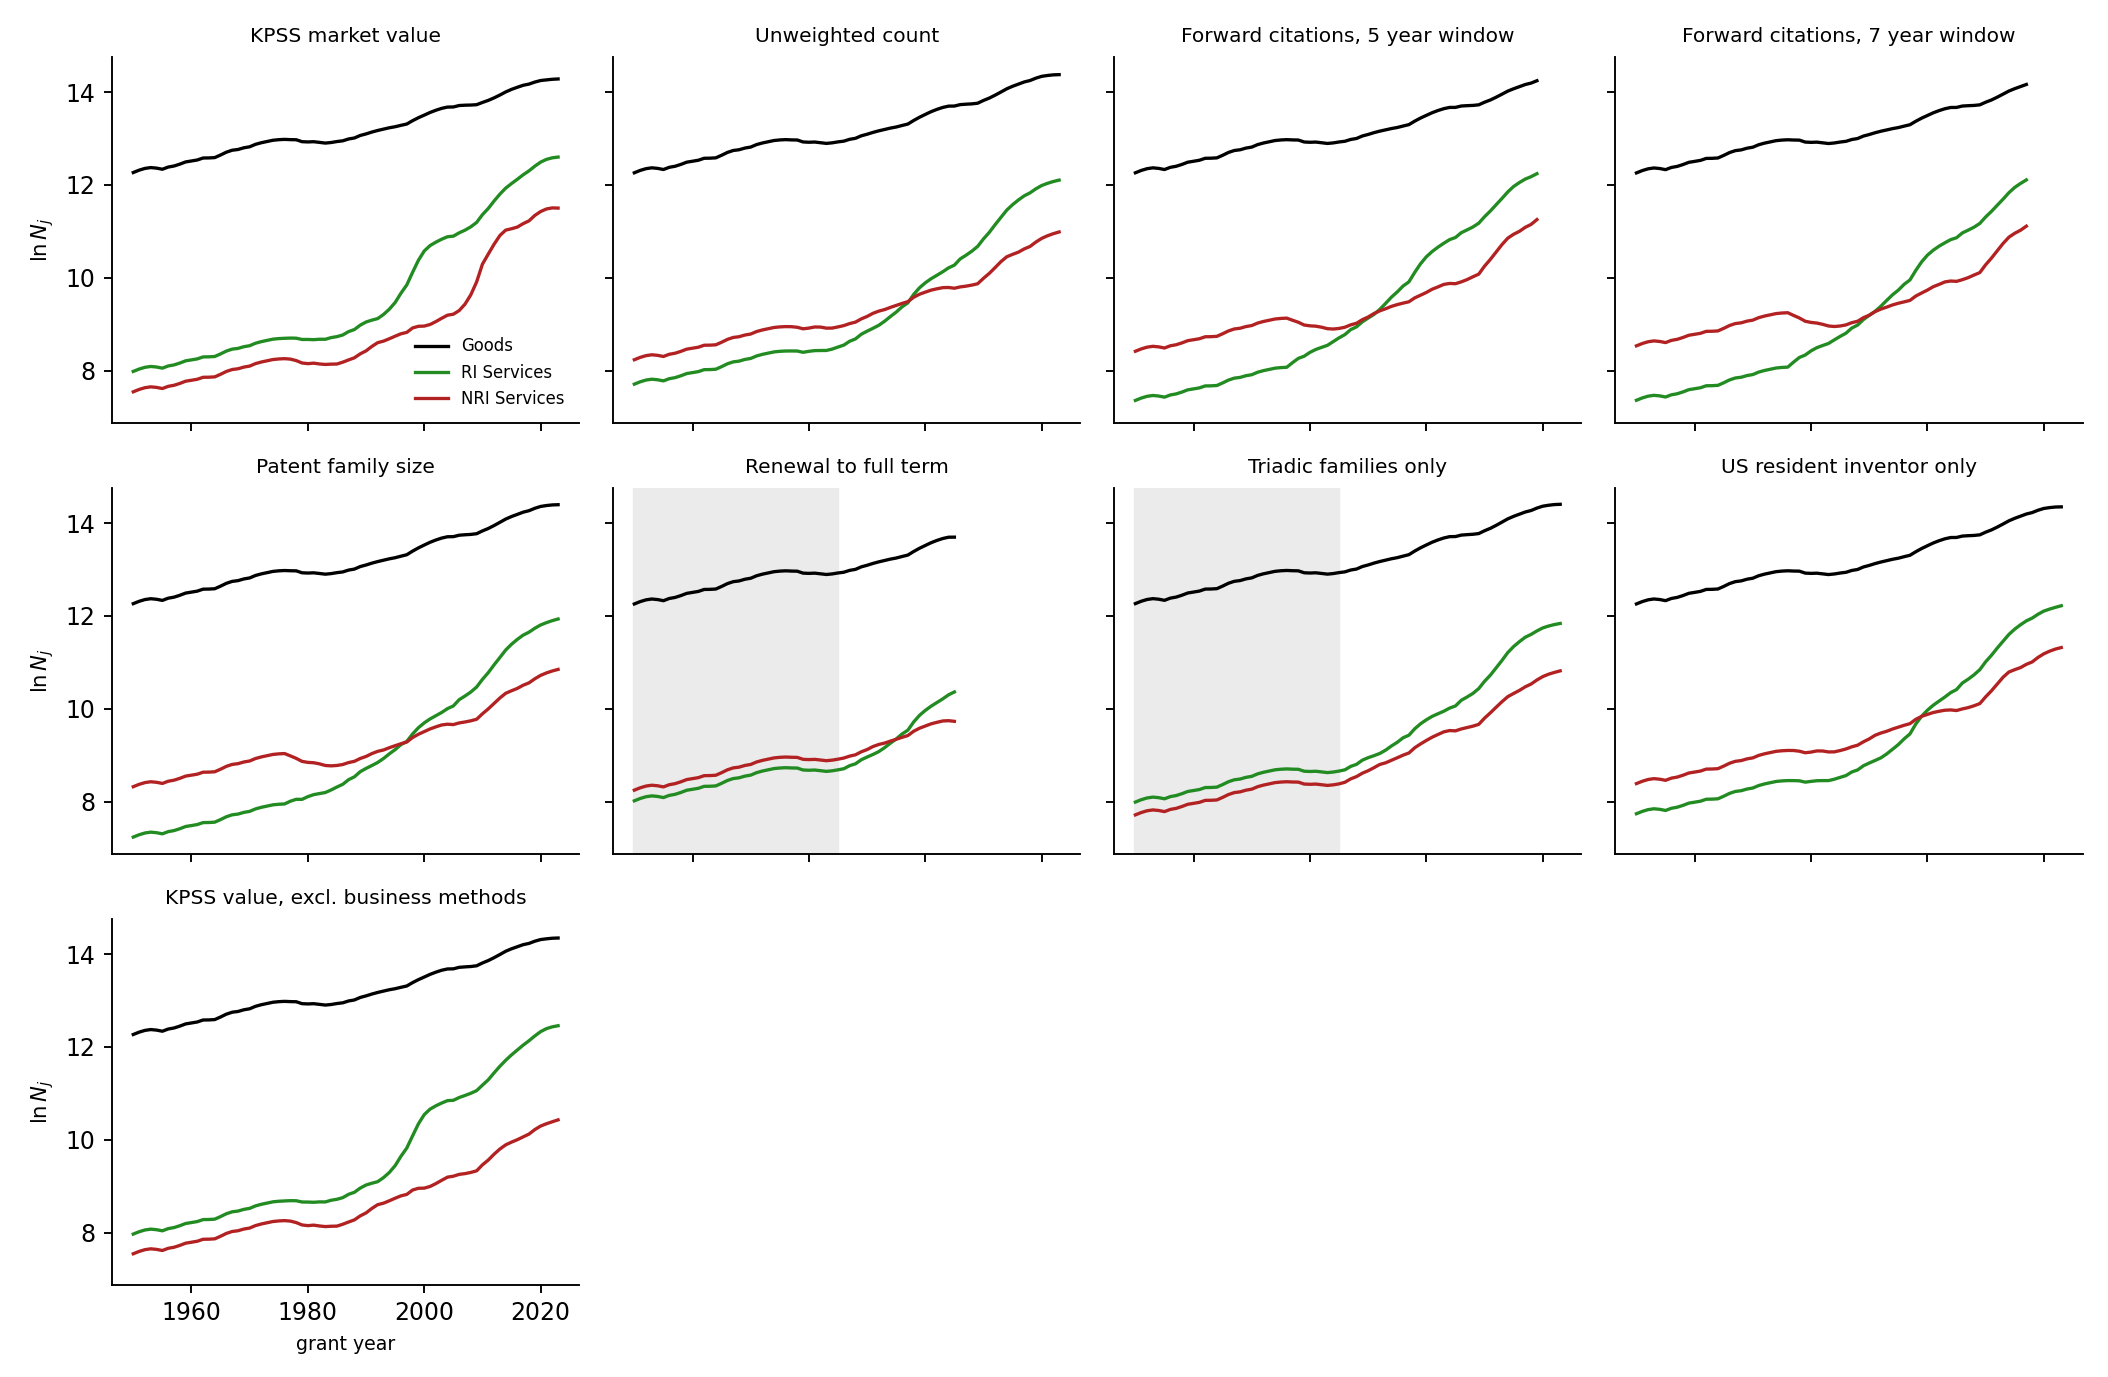 KPSS market value
Unweighted count
Forward citations, 5 year window
Forward citations, 7 year window
14
12
10
8
ln N_j
Goods
RI Services
NRI Services
Patent family size
Renewal to full term
Triadic families only
US resident inventor only
14
12
10
8
ln N_j
KPSS value, excl. business methods
14
12
10
8
ln N_j
1960 1980 2000 2020
grant year